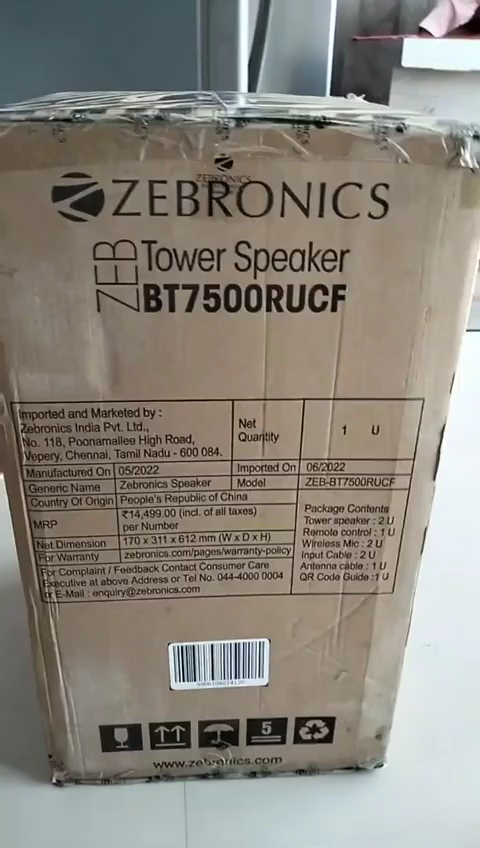 ZEBRONICS
ZEBRONICS
ZEB
Tower Speaker
BT7500RUCF
Imported and Marketed by :
Zebronics India Pvt. Ltd.,
No. 118, Poonamallee High Road,
Vepery, Chennai, Tamil Nadu - 600 084.
Net Quantity
1 U
Manufactured On 05/2022
Imported On 06/2022
Generic Name Zebronics Speaker
Model ZEB-BT7500RUCF
Country Of Origin People's Republic of China
MRP ₹14,499.00 (incl. of all taxes)
per Number
Net Dimension 170 x 311 x 612 mm (W x D x H)
For Warranty zebronics.com/pages/warranty-policy
For Complaint / Feedback Contact Consumer Care
Executive at above Address or Tel No. 044-4000 0004
or E-Mail : enquiry@zebronics.com
Package Contents
Tower speaker : 2 U
Remote control : 1 U
Wireless Mic : 2 U
Input Cable : 2 U
Antenna cable : 1 U
QR Code Guide : 1 U
5
www.zebronics.com